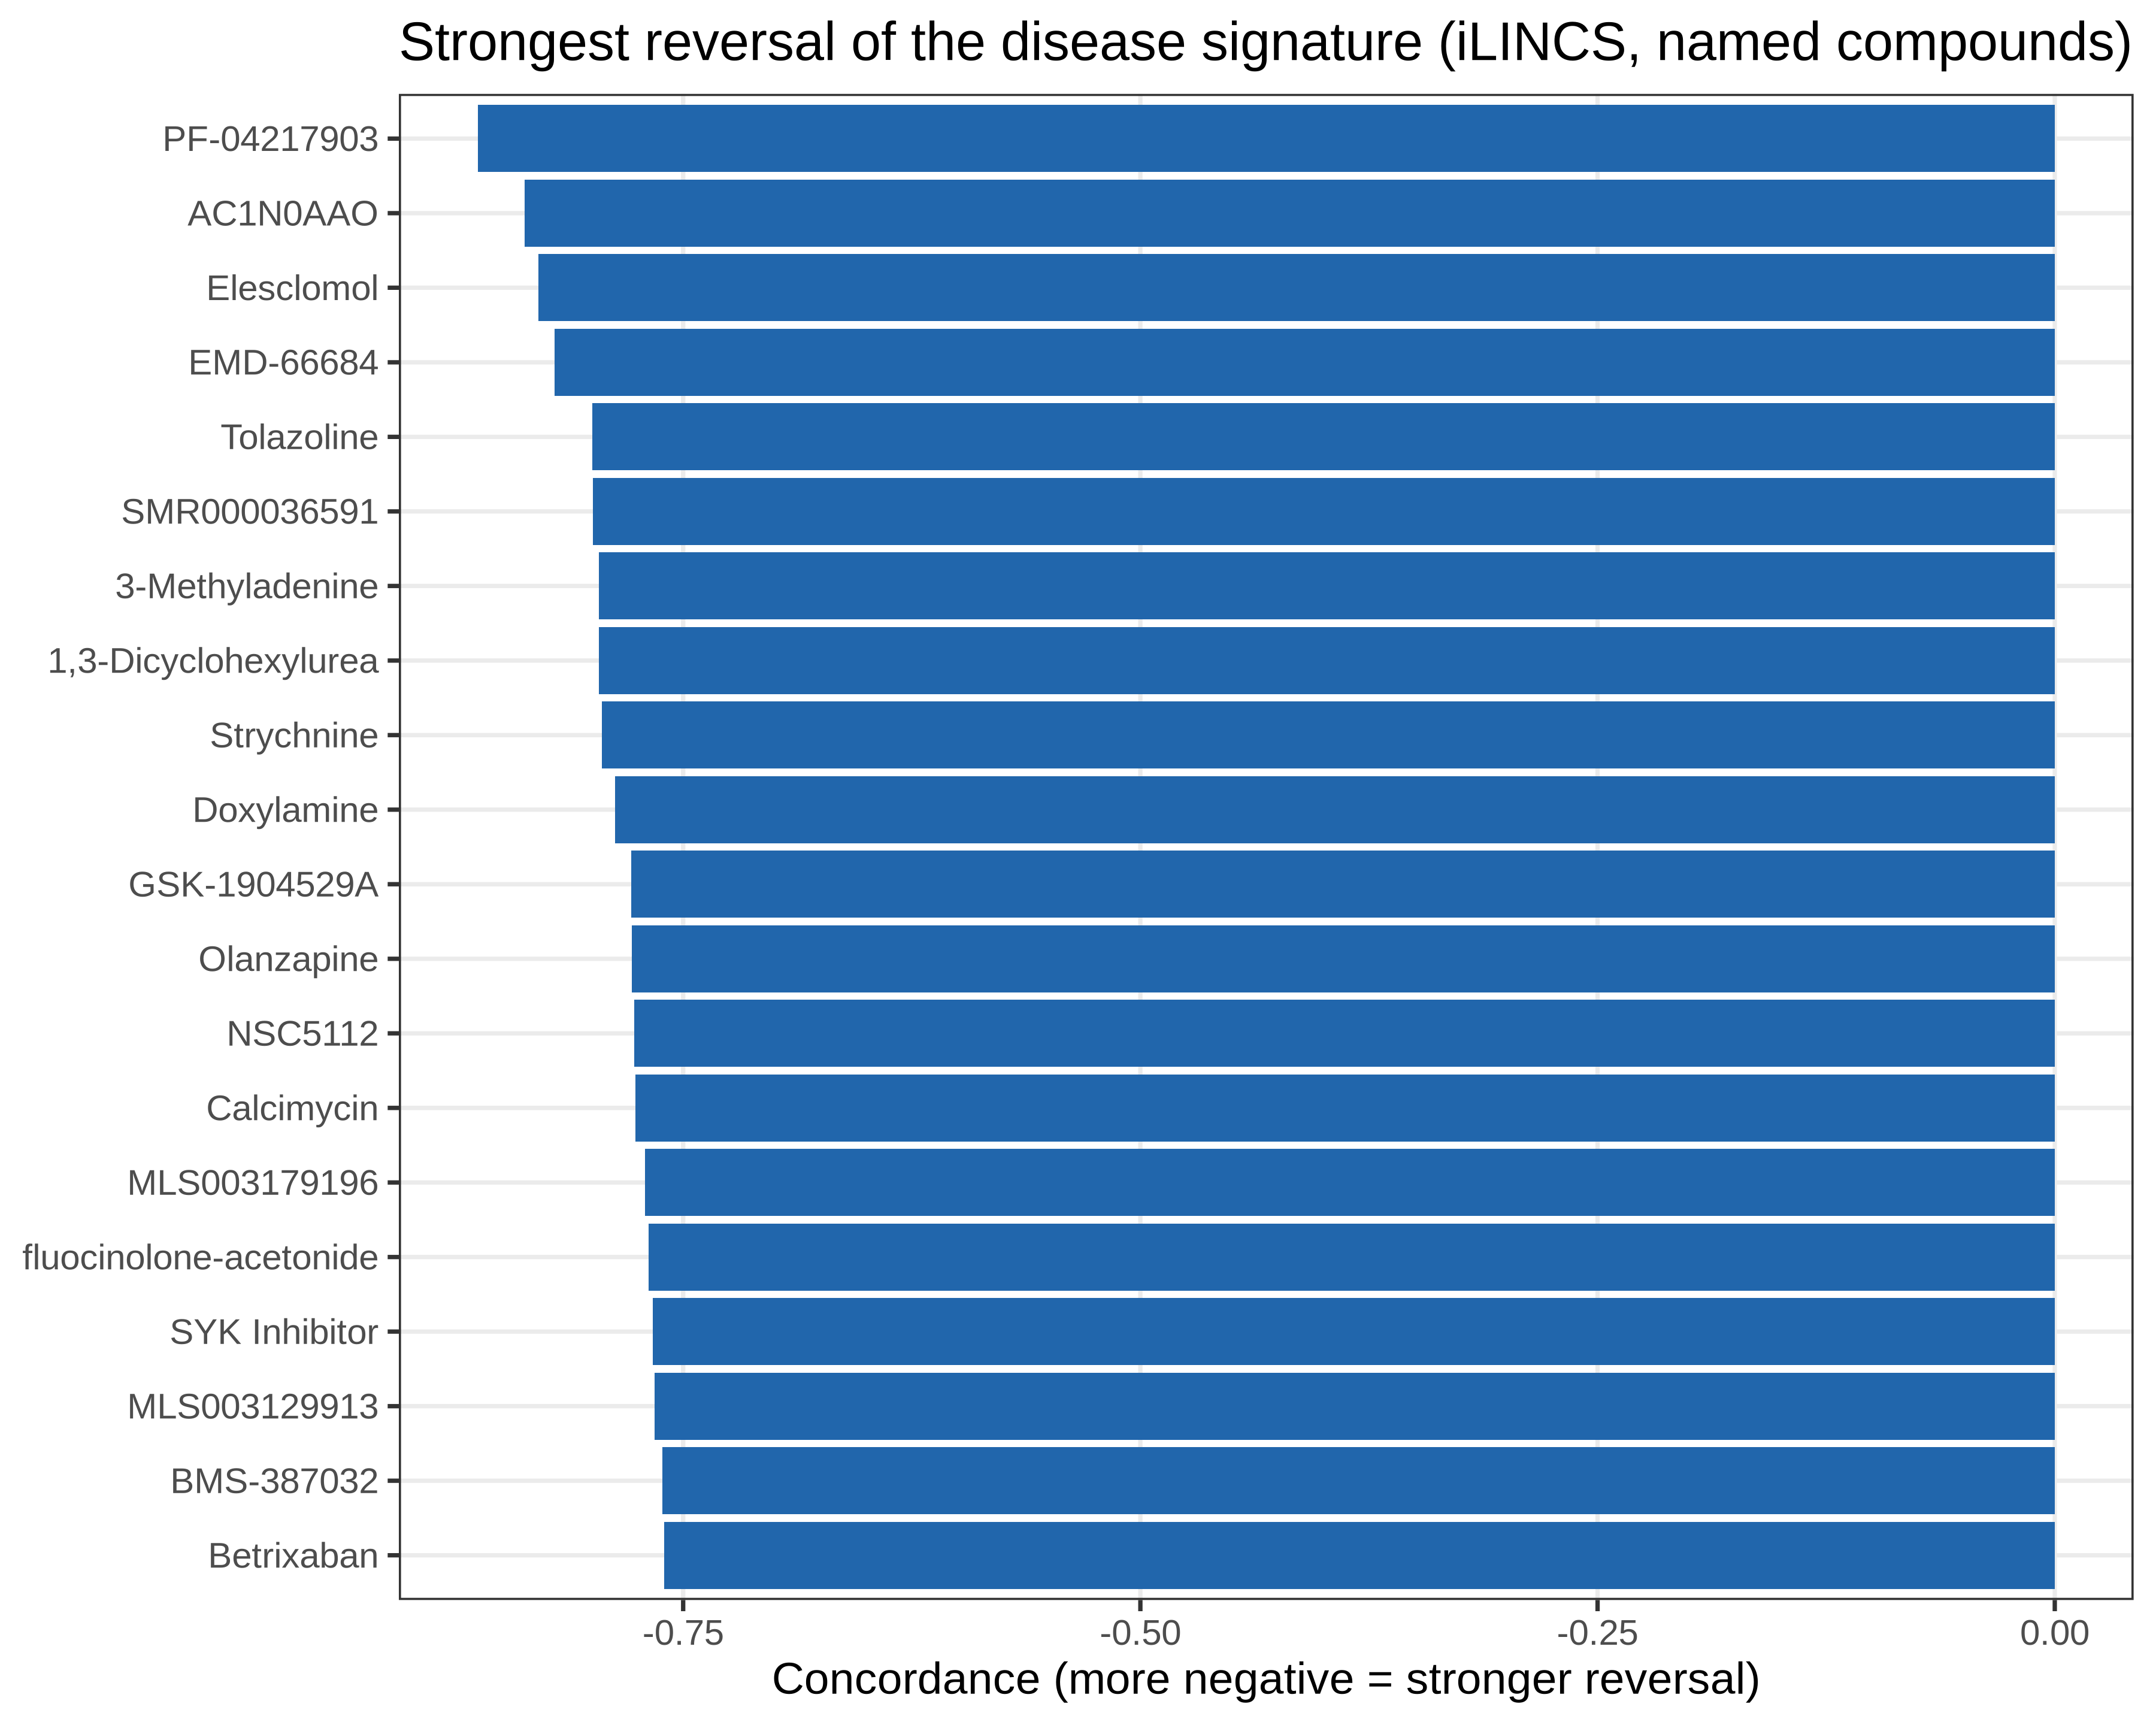 Strongest reversal of the disease signature (iLINCS, named compounds)
PF-04217903
AC1N0AAO
Elesclomol
EMD-66684
Tolazoline
SMR000036591
3-Methyladenine
1,3-Dicyclohexylurea
Strychnine
Doxylamine
GSK-1904529A
Olanzapine
NSC5112
Calcimycin
MLS003179196
fluocinolone-acetonide
SYK Inhibitor
MLS003129913
BMS-387032
Betrixaban
-0.75 -0.50 -0.25 0.00
Concordance (more negative = stronger reversal)